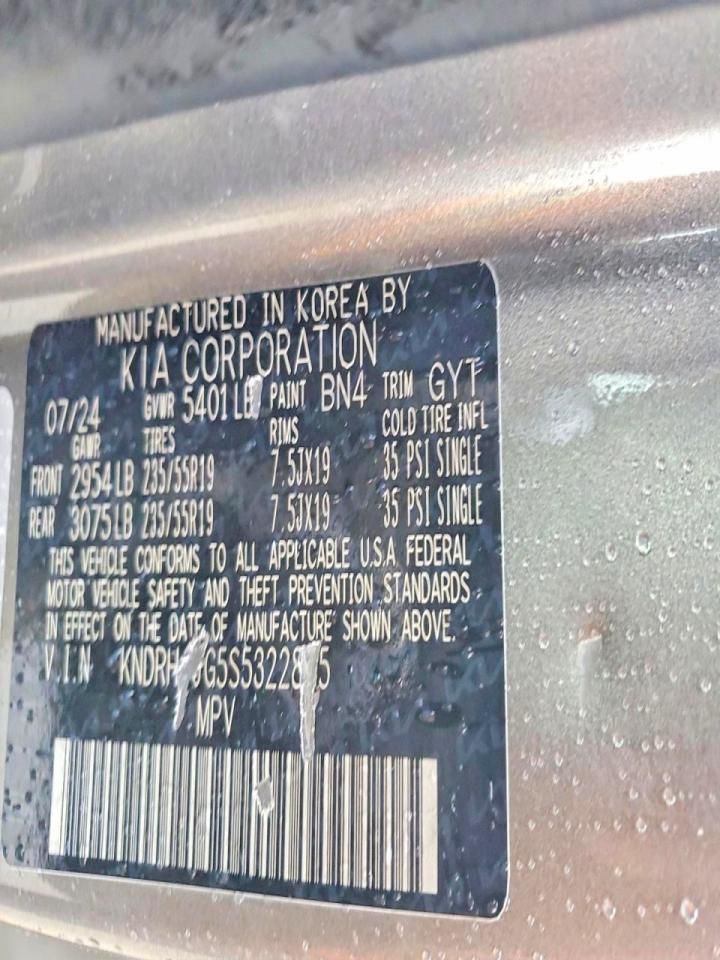 MANUFACTURED IN KOREA BY
KIA CORPORATION
07/24 GVWR 5401LB PAINT BN4 TRIM GYT
GAWR TIRES RIMS COLD TIRE INFL
FRONT 2954LB 235/55R19 7.5JX19 35 PSI SINGLE
REAR 3075LB 235/55R19 7.5JX19 35 PSI SINGLE
THIS VEHICLE CONFORMS TO ALL APPLICABLE U.S.A FEDERAL
MOTOR VEHICLE SAFETY AND THEFT PREVENTION STANDARDS
IN EFFECT ON THE DATE OF MANUFACTURE SHOWN ABOVE.
V.I.N
MPV